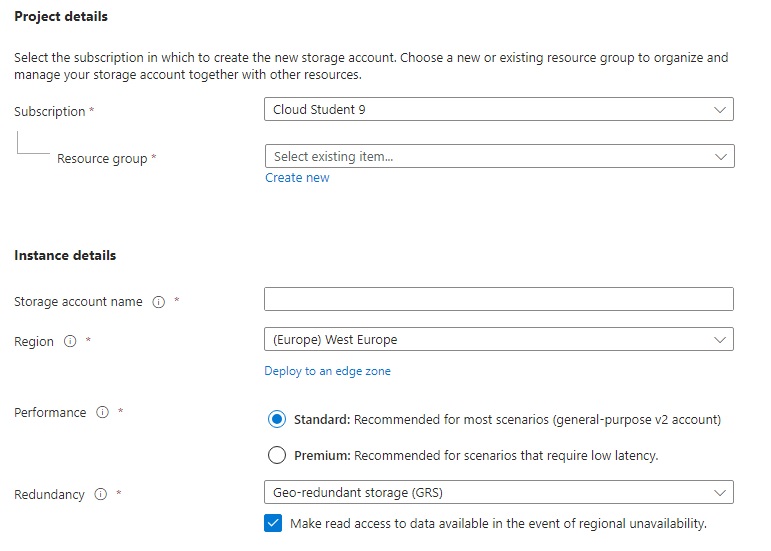 Project details
Select the subscription in which to create the new storage account. Choose a new or existing resource group to organize and
manage your storage account together with other resources.
Subscription *
Cloud Student 9
Resource group *
Select existing item...
Create new
Instance details
Storage account name *
Region *
(Europe) West Europe
Deploy to an edge zone
Performance *
Standard: Recommended for most scenarios (general-purpose v2 account)
Premium: Recommended for scenarios that require low latency.
Redundancy *
Geo-redundant storage (GRS)
Make read access to data available in the event of regional unavailability.